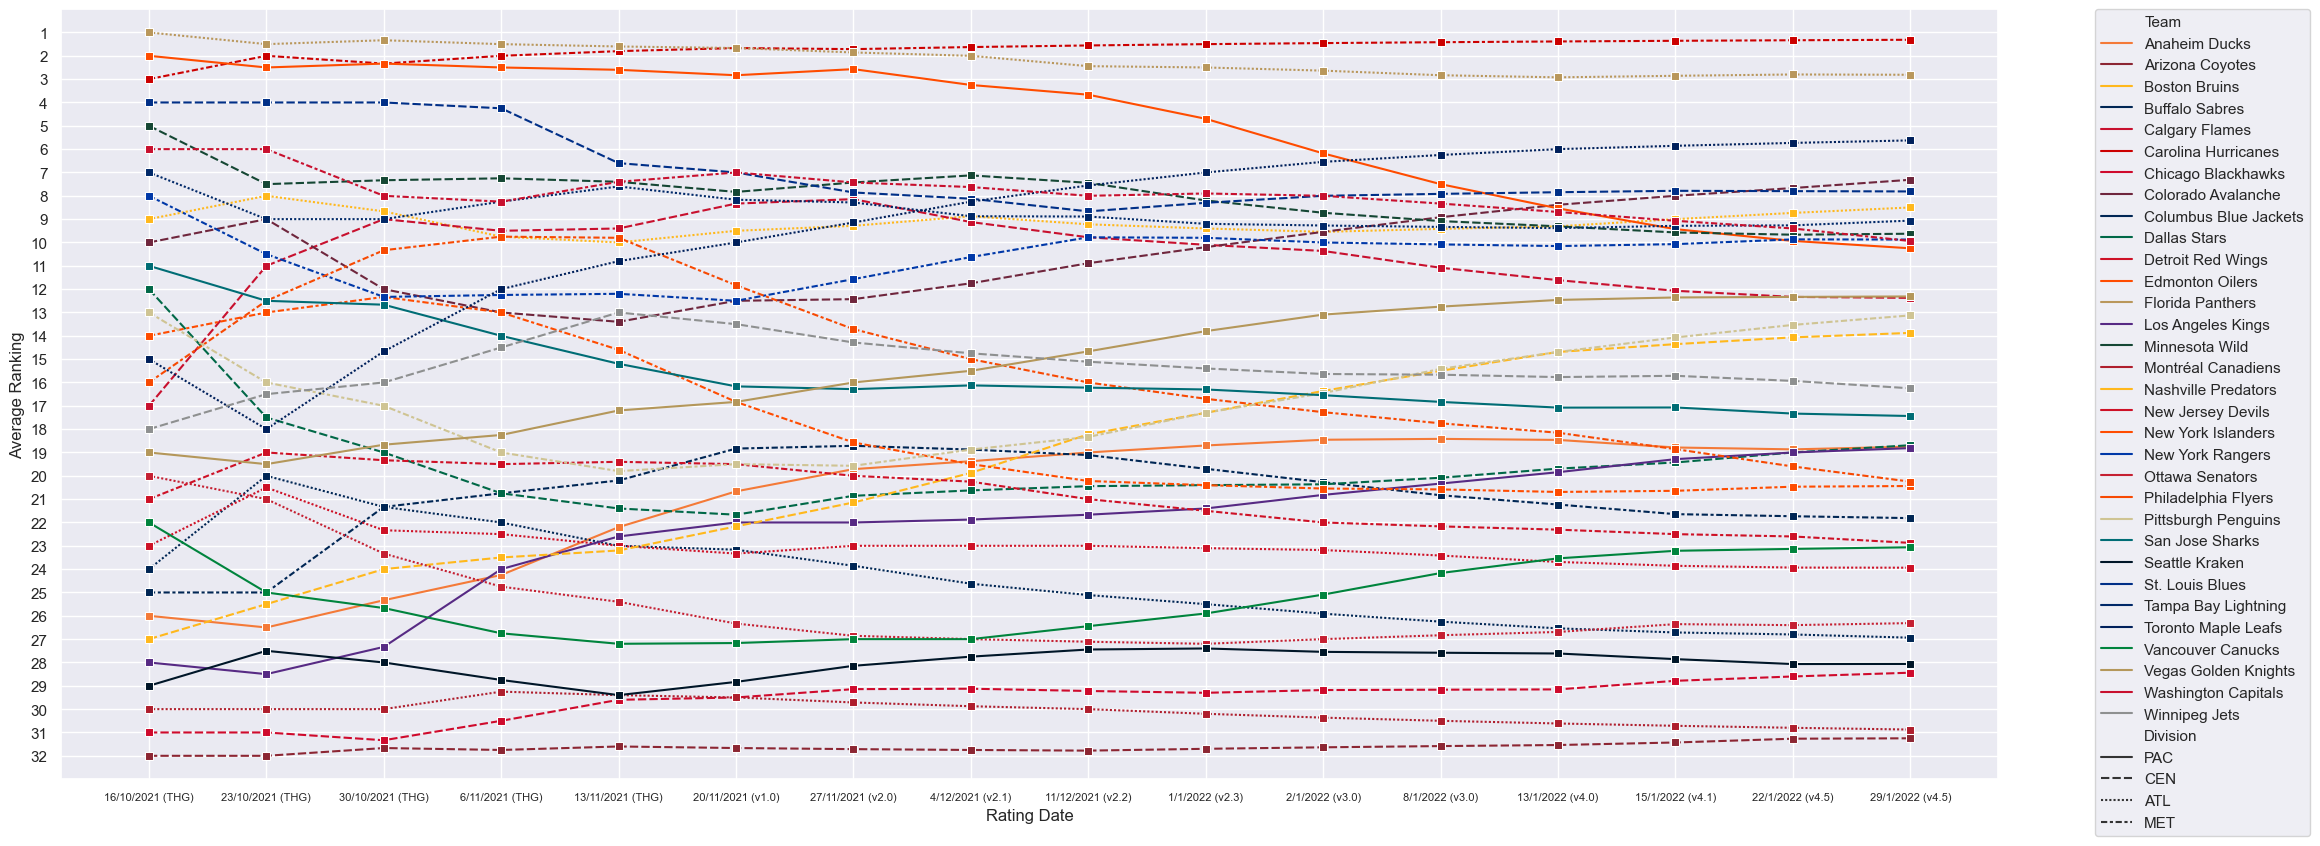 1
2
3
4
5
6
7
8
9
10
11
12
13
14
15
16
17
18
19
20
21
22
23
24
25
26
27
28
29
30
31
32
Average Ranking
16/10/2021 (THG)
23/10/2021 (THG)
30/10/2021 (THG)
6/11/2021 (THG)
13/11/2021 (THG)
20/11/2021 (v1.0)
27/11/2021 (v2.0)
4/12/2021 (v2.1)
11/12/2021 (v2.2)
1/1/2022 (v2.3)
2/1/2022 (v3.0)
8/1/2022 (v3.0)
13/1/2022 (v4.0)
15/1/2022 (v4.1)
22/1/2022 (v4.5)
29/1/2022 (v4.5)
Rating Date
Team
Anaheim Ducks
Arizona Coyotes
Boston Bruins
Buffalo Sabres
Calgary Flames
Carolina Hurricanes
Chicago Blackhawks
Colorado Avalanche
Columbus Blue Jackets
Dallas Stars
Detroit Red Wings
Edmonton Oilers
Florida Panthers
Los Angeles Kings
Minnesota Wild
Montréal Canadiens
Nashville Predators
New Jersey Devils
New York Islanders
New York Rangers
Ottawa Senators
Philadelphia Flyers
Pittsburgh Penguins
San Jose Sharks
Seattle Kraken
St. Louis Blues
Tampa Bay Lightning
Toronto Maple Leafs
Vancouver Canucks
Vegas Golden Knights
Washington Capitals
Winnipeg Jets
Division
PAC
CEN
ATL
MET